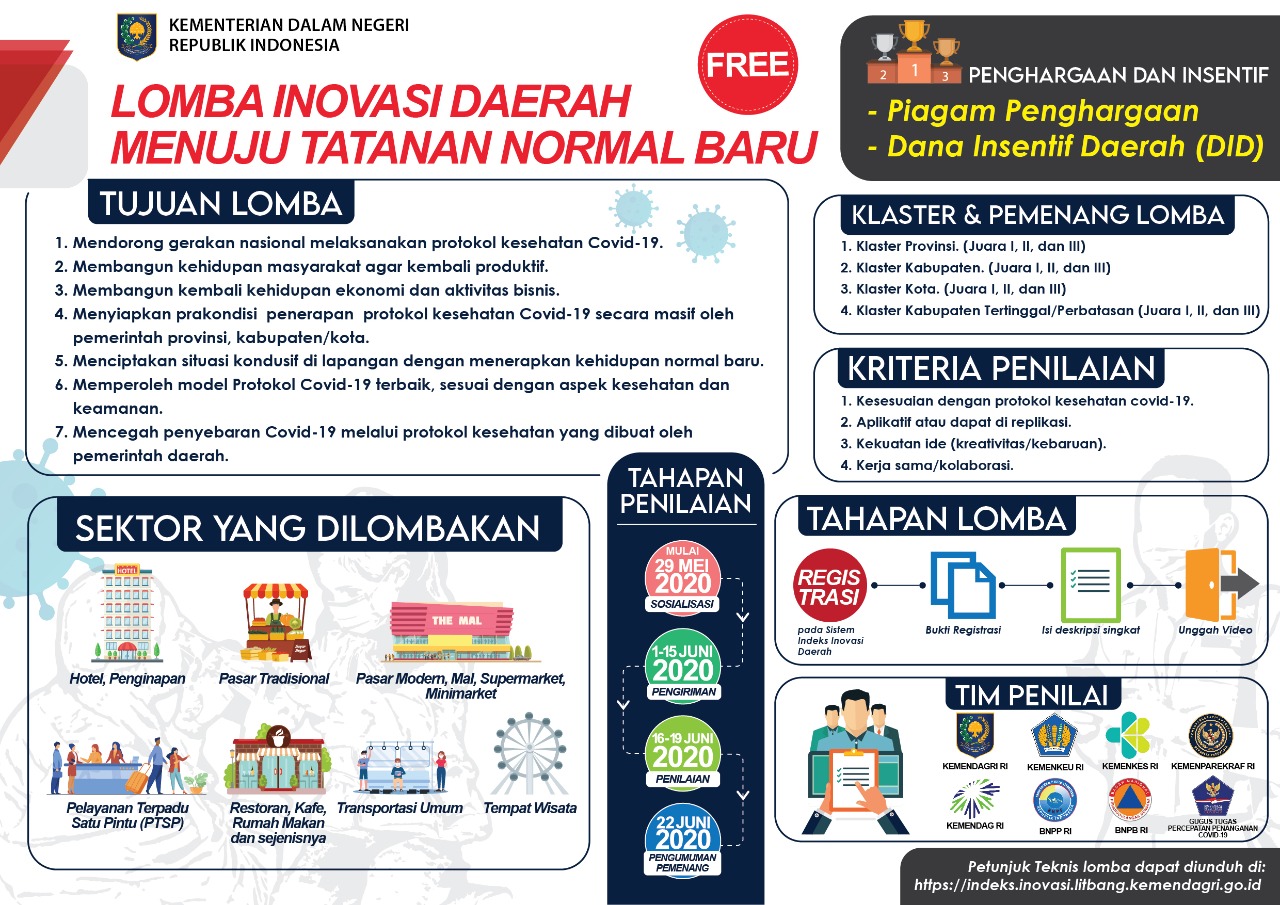 KEMENTERIAN DALAM NEGERI
REPUBLIK INDONESIA
LOMBA INOVASI DAERAH
MENUJU TATANAN NORMAL BARU
FREE
2 1 3
PENGHARGAAN DAN INSENTIF
- Piagam Penghargaan
- Dana Insentif Daerah (DID)
TUJUAN LOMBA
1. Mendorong gerakan nasional melaksanakan protokol kesehatan Covid-19.
2. Membangun kehidupan masyarakat agar kembali produktif.
3. Membangun kembali kehidupan ekonomi dan aktivitas bisnis.
4. Menyiapkan prakondisi penerapan protokol kesehatan Covid-19 secara masif oleh
pemerintah provinsi, kabupaten/kota.
5. Menciptakan situasi kondusif di lapangan dengan menerapkan kehidupan normal baru.
6. Memperoleh model Protokol Covid-19 terbaik, sesuai dengan aspek kesehatan dan
keamanan.
7. Mencegah penyebaran Covid-19 melalui protokol kesehatan yang dibuat oleh
pemerintah daerah.
KLASTER & PEMENANG LOMBA
1. Klaster Provinsi. (Juara I, II, dan III)
2. Klaster Kabupaten. (Juara I, II, dan III)
3. Klaster Kota. (Juara I, II, dan III)
4. Klaster Kabupaten Tertinggal/Perbatasan (Juara I, II, dan III)
KRITERIA PENILAIAN
1. Kesesuaian dengan protokol kesehatan covid-19.
2. Aplikatif atau dapat di replikasi.
3. Kekuatan ide (kreativitas/kebaruan).
4. Kerja sama/kolaborasi.
SEKTOR YANG DILOMBAKAN
HOTEL
THE MAL
Hotel, Penginapan
Pasar Tradisional
Pasar Modern, Mal, Supermarket,
Minimarket
Pelayanan Terpadu
Satu Pintu (PTSP)
Restoran, Kafe,
Rumah Makan
dan sejenisnya
Transportasi Umum
Tempat Wisata
TAHAPAN
PENILAIAN
MULAI
29 MEI
2020
SOSIALISASI
1-15 JUNI
2020
PENGIRIMAN
16-19 JUNI
2020
PENILAIAN
22 JUNI
2020
PENGUMUMAN
PEMENANG
TAHAPAN LOMBA
REGIS
TRASI
pada Sistem
Indeks Inovasi
Daerah
Bukti Registrasi
Isi deskripsi singkat
Unggah Video
TIM PENILAI
KEMENDAGRI RI
KEMENKEU RI
KEMENKES RI
KEMENPAREKRAF RI
KEMENDAG RI
BNPP RI
BNPB RI
GUGUS TUGAS
PERCEPATAN PENANGANAN
COVID-19
Petunjuk Teknis lomba dapat diunduh di:
https://indeks.inovasi.litbang.kemendagri.go.id